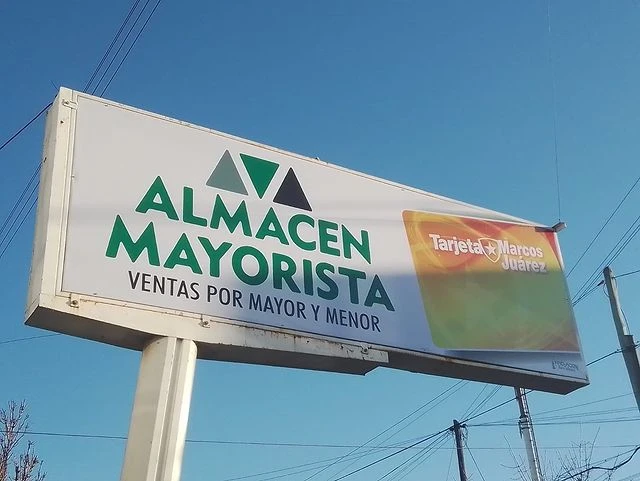 ALMACEN
MAYORISTA
VENTAS POR MAYOR Y MENOR
Tarjeta Marcos
Juárez